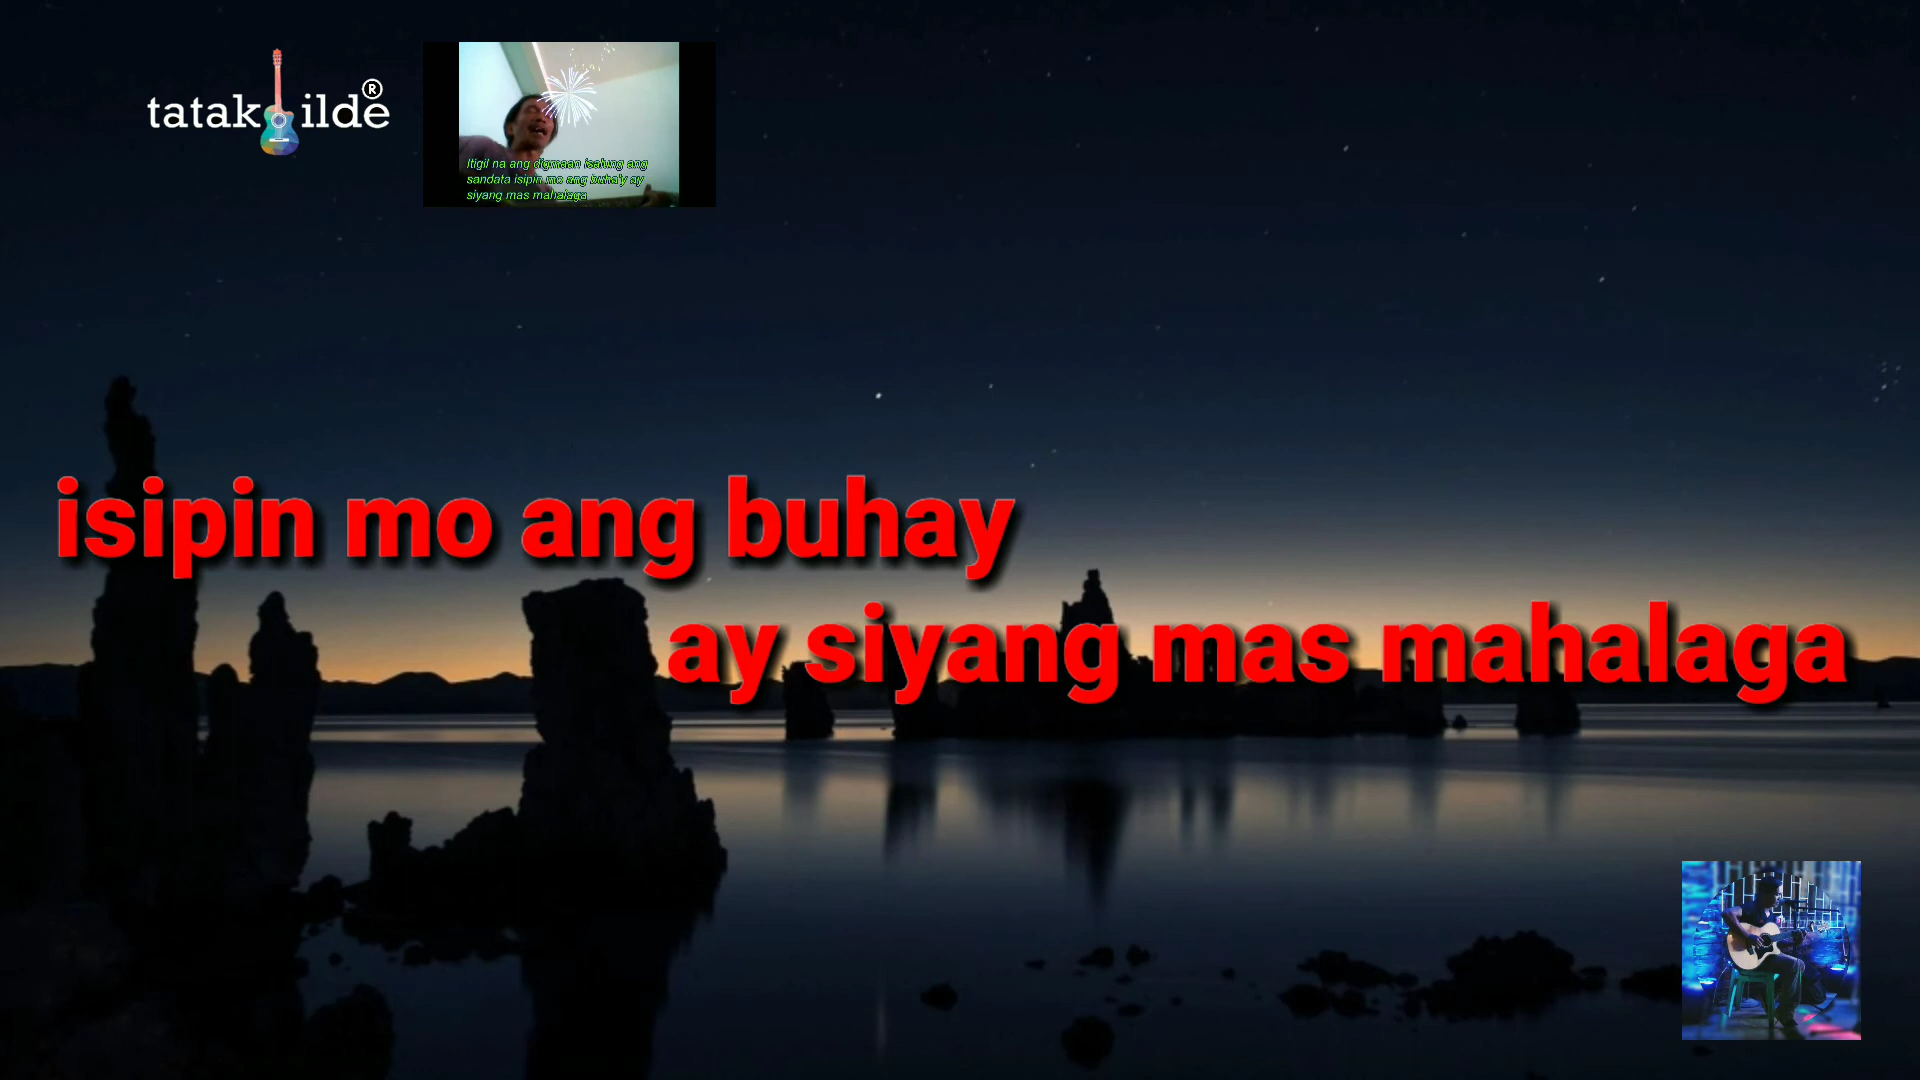 tatak ilde ®
Itigil na ang digmaan isalung ang
sandata isipin mo ang buhay ay
siyang mas mahalaga
isipin mo ang buhay
ay siyang mas mahalaga